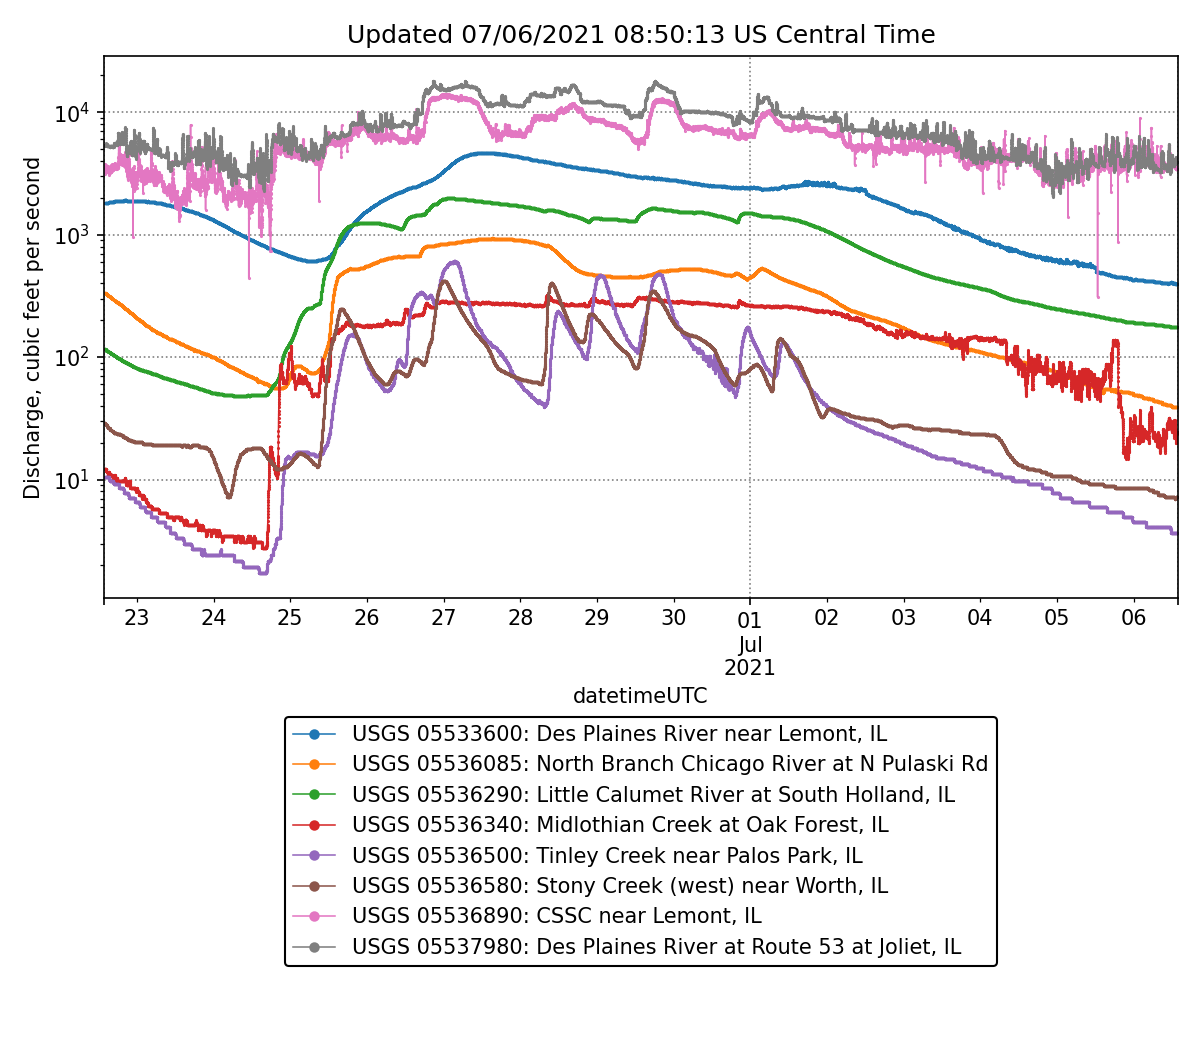 Updated 07/06/2021 08:50:13 US Central Time
Discharge, cubic feet per second
10⁴
10³
10²
10¹
23 24 25 26 27 28 29 30 01 02 03 04 05 06
Jul
2021
datetimeUTC
USGS 05533600: Des Plaines River near Lemont, IL
USGS 05536085: North Branch Chicago River at N Pulaski Rd
USGS 05536290: Little Calumet River at South Holland, IL
USGS 05536340: Midlothian Creek at Oak Forest, IL
USGS 05536500: Tinley Creek near Palos Park, IL
USGS 05536580: Stony Creek (west) near Worth, IL
USGS 05536890: CSSC near Lemont, IL
USGS 05537980: Des Plaines River at Route 53 at Joliet, IL